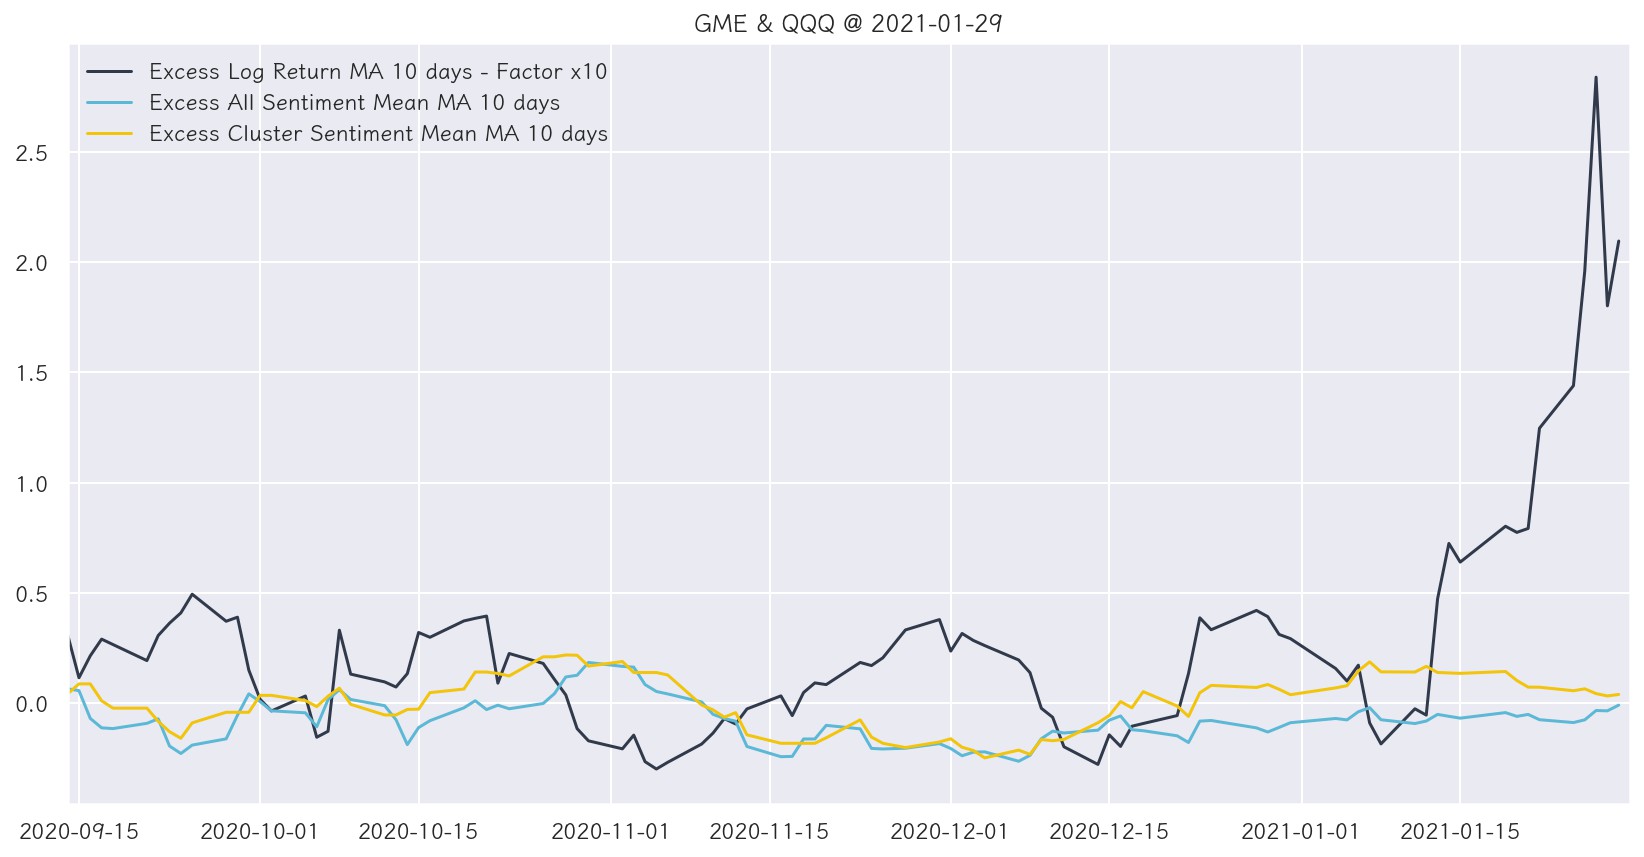 GME & QQQ @ 2021-01-29
Excess Log Return MA 10 days - Factor x10
Excess All Sentiment Mean MA 10 days
Excess Cluster Sentiment Mean MA 10 days
2.5
2.0
1.5
1.0
0.5
0.0
2020-09-15 2020-10-01 2020-10-15 2020-11-01 2020-11-15 2020-12-01 2020-12-15 2021-01-01 2021-01-15